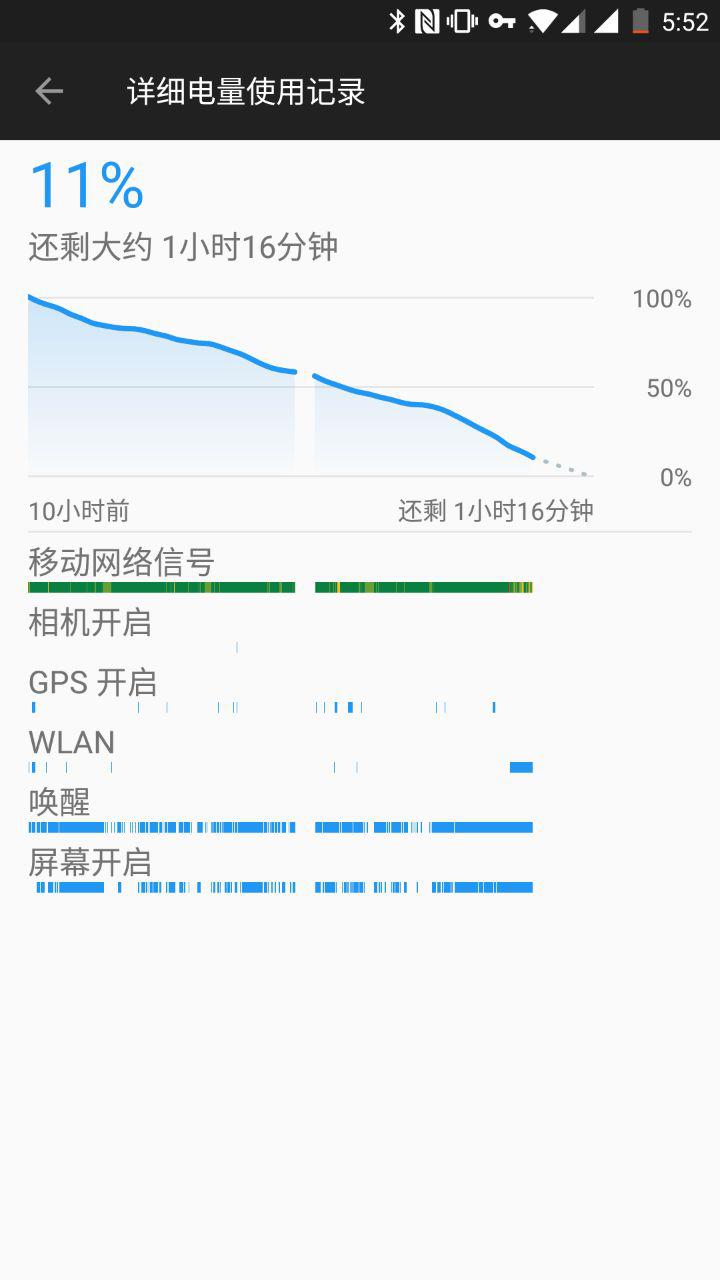 5:52
详细电量使用记录
11%
还剩大约 1小时16分钟
100%
50%
0%
10小时前 还剩 1小时16分钟
移动网络信号
相机开启
GPS 开启
WLAN
唤醒
屏幕开启